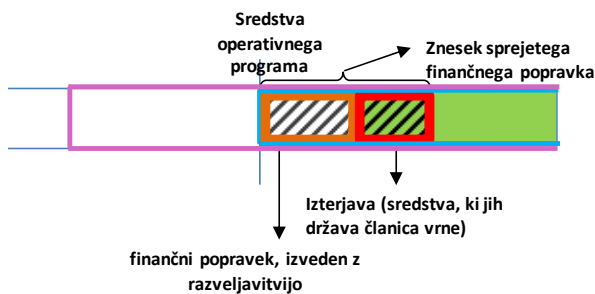 Sredstva
operativnega
programa
Znesek sprejetega
finančnega popravka
Izterjava (sredstva, ki jih
država članica vrne)
finančni popravek, izveden z
razveljavitvijo